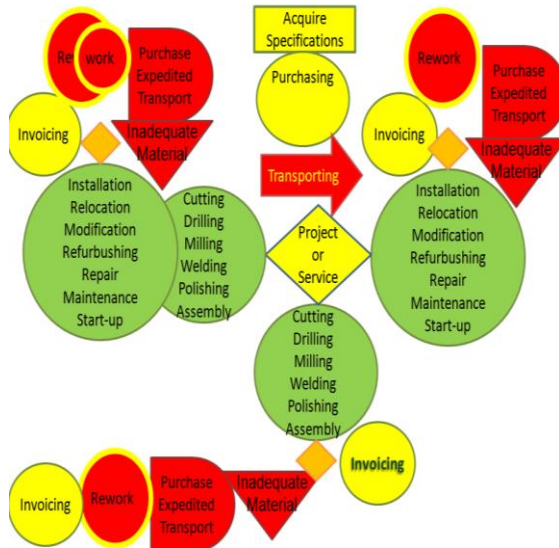 Rework
work
Purchase
Expedited
Transport
Invoicing
Inadequate
Material
Installation
Relocation
Modification
Refurbushing
Repair
Maintenance
Start-up
Cutting
Drilling
Milling
Welding
Polishing
Assembly
Acquire
Specifications
Purchasing
Transporting
Project
or
Service
Cutting
Drilling
Milling
Welding
Polishing
Assembly
Invoicing
Rework
Purchase
Expedited
Transport
Invoicing
Inadequate
Material
Installation
Relocation
Modification
Refurbushing
Repair
Maintenance
Start-up
Invoicing
Rework
Purchase
Expedited
Transport
Inadequate
Material